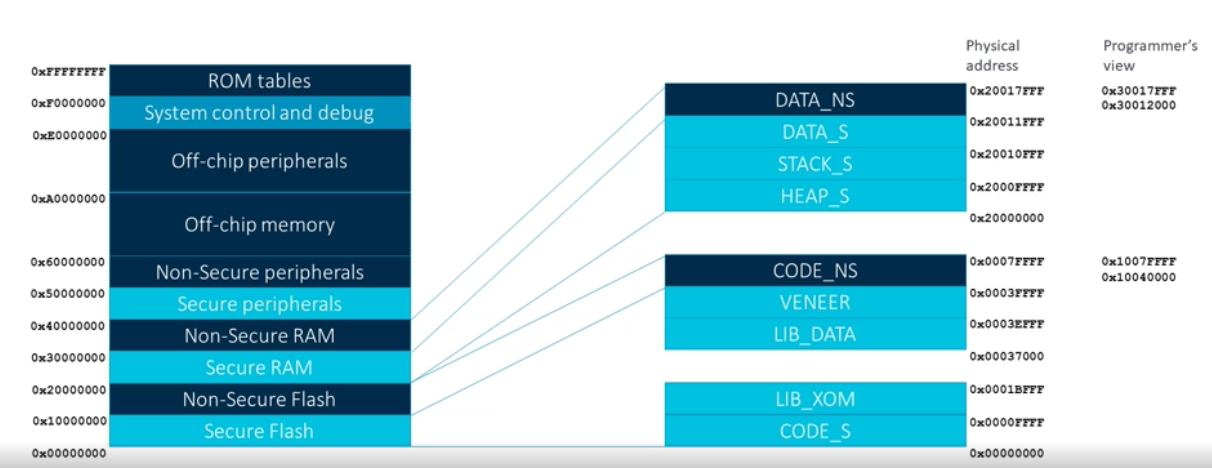 Physical
address
Programmer's
view
0xFFFFFFFF
ROM tables
0xF0000000
System control and debug
0xE0000000
Off-chip peripherals
0xA0000000
Off-chip memory
0x60000000
Non-Secure peripherals
0x50000000
Secure peripherals
0x40000000
Non-Secure RAM
0x30000000
Secure RAM
0x20000000
Non-Secure Flash
0x10000000
Secure Flash
0x00000000
DATA_NS
0x20017FFF
0x30017FFF
0x30012000
DATA_S
0x20011FFF
STACK_S
0x20010FFF
HEAP_S
0x2000FFFF
0x20000000
CODE_NS
0x0007FFFF
0x1007FFFF
0x10040000
VENEER
0x0003FFFF
LIB_DATA
0x0003EFFF
0x00037000
LIB_XOM
0x0001BFFF
CODE_S
0x0000FFFF
0x00000000